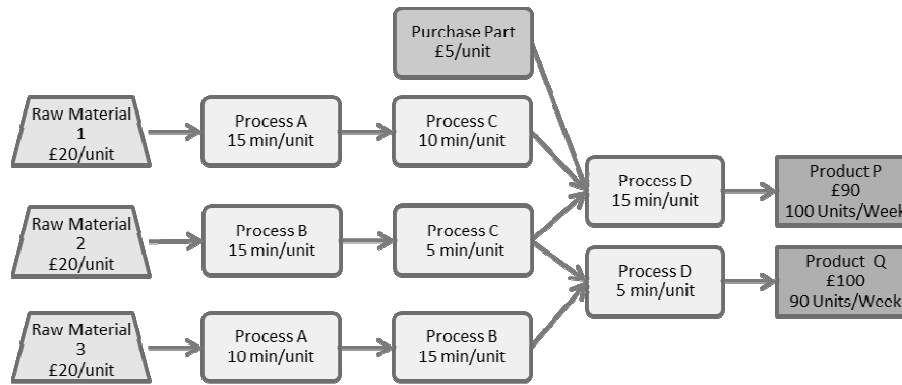 Purchase Part
£5/unit
Raw Material
1
£20/unit
Process A
15 min/unit
Process C
10 min/unit
Process D
15 min/unit
Product P
£90
100 Units/Week
Raw Material
2
£20/unit
Process B
15 min/unit
Process C
5 min/unit
Process D
5 min/unit
Product Q
£100
90 Units/Week
Raw Material
3
£20/unit
Process A
10 min/unit
Process B
15 min/unit